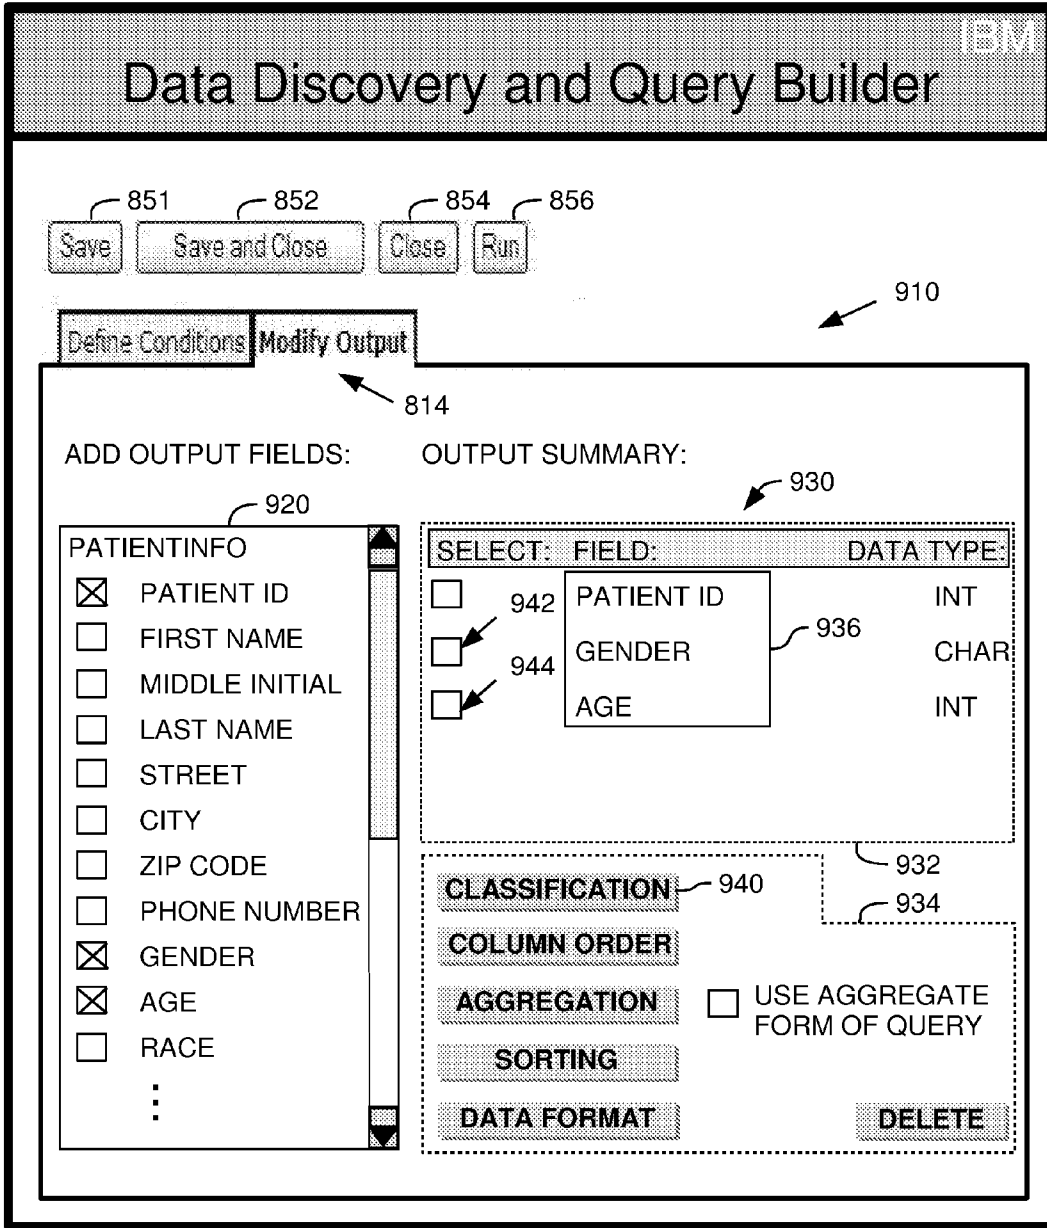 IBM
Data Discovery and Query Builder
851 852 854 856
Save Save and Close Close Run
910
Define Conditions Modify Output
814
ADD OUTPUT FIELDS: OUTPUT SUMMARY:
920
930
PATIENTINFO
PATIENT ID
FIRST NAME
MIDDLE INITIAL
LAST NAME
STREET
CITY
ZIP CODE
PHONE NUMBER
GENDER
AGE
RACE
SELECT: FIELD: DATA TYPE:
PATIENT ID INT
942
936
GENDER CHAR
944
AGE INT
932
CLASSIFICATION 940
934
COLUMN ORDER
AGGREGATION
USE AGGREGATE
FORM OF QUERY
SORTING
DATA FORMAT DELETE